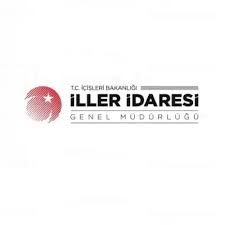 T.C. İÇİŞLERİ BAKANLIĞI
İLLER İDARESİ
GENEL MÜDÜRLÜĞÜ